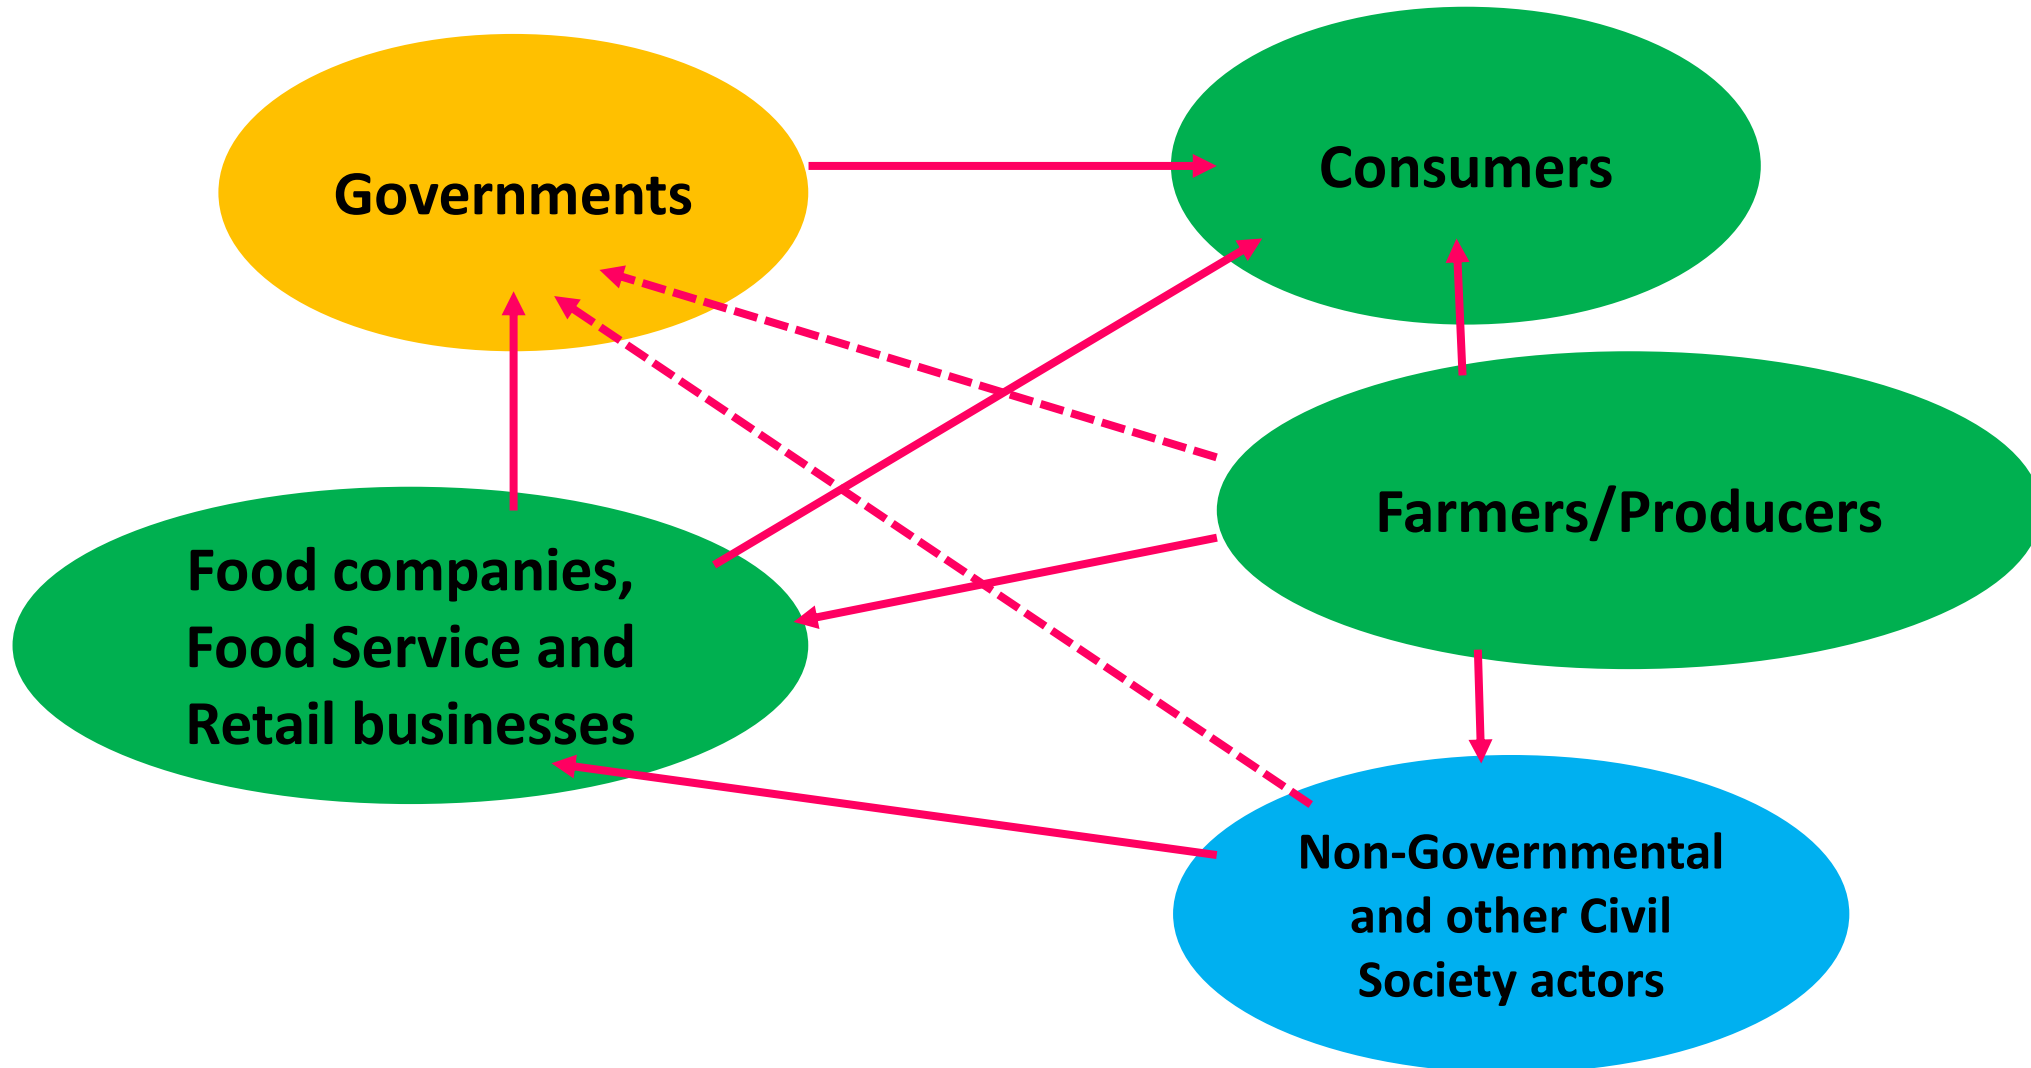 Governments
Consumers
Farmers/Producers
Food companies,
Food Service and
Retail businesses
Non-Governmental
and other Civil
Society actors